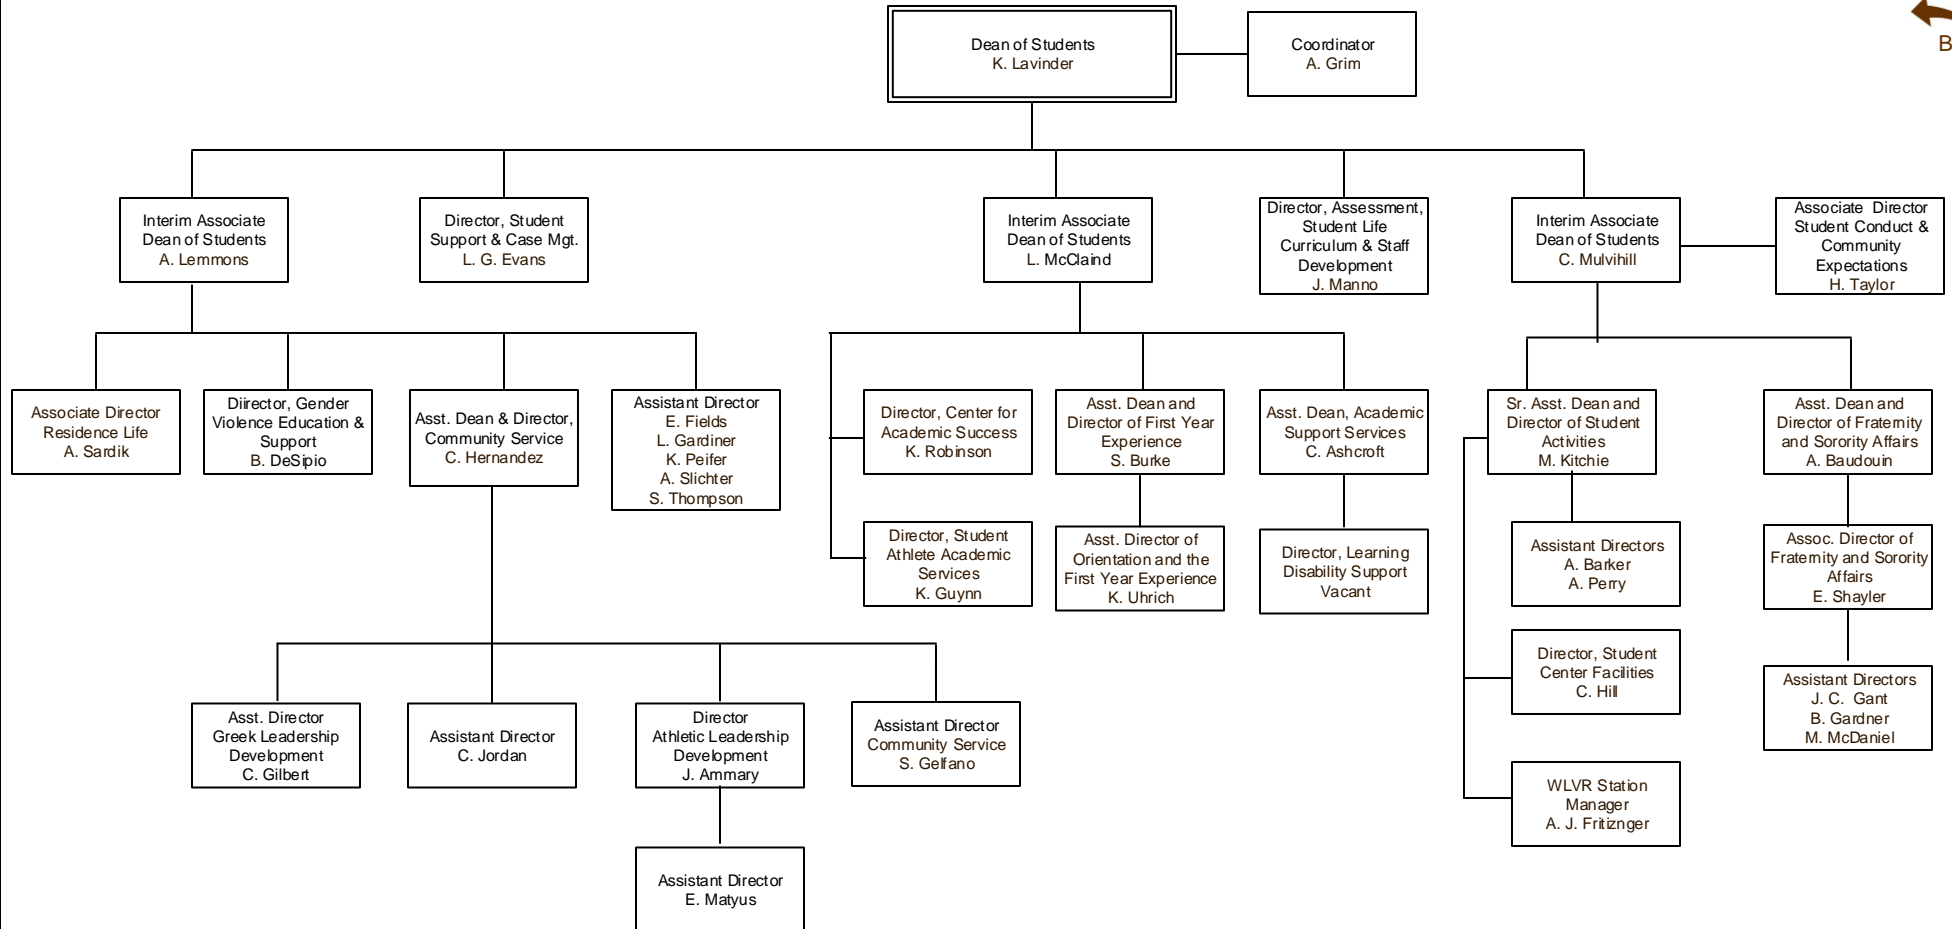 Dean of Students
K. Lavinder
Coordinator
A. Grim
B
Interim Associate
Dean of Students
A. Lemmons
Director, Student
Support & Case Mgt.
L. G. Evans
Interim Associate
Dean of Students
L. McClaind
Director, Assessment,
Student Life
Curriculum & Staff
Development
J. Manno
Interim Associate
Dean of Students
C. Mulvihill
Associate Director
Student Conduct &
Community
Expectations
H. Taylor
Associate Director
Residence Life
A. Sardik
Diirector, Gender
Violence Education &
Support
B. DeSipio
Asst. Dean & Director,
Community Service
C. Hernandez
Assistant Director
E. Fields
L. Gardiner
K. Peifer
A. Slichter
S. Thompson
Director, Center for
Academic Success
K. Robinson
Asst. Dean and
Director of First Year
Experience
S. Burke
Asst. Dean, Academic
Support Services
C. Ashcroft
Sr. Asst. Dean and
Director of Student
Activities
M. Kitchie
Asst. Dean and
Director of Fraternity
and Sorority Affairs
A. Baudouin
Director, Student
Athlete Academic
Services
K. Guynn
Asst. Director of
Orientation and the
First Year Experience
K. Uhrich
Director, Learning
Disability Support
Vacant
Assistant Directors
A. Barker
A. Perry
Assoc. Director of
Fraternity and Sorority
Affairs
E. Shayler
Director, Student
Center Facilities
C. Hill
Assistant Directors
J. C. Gant
B. Gardner
M. McDaniel
Asst. Director
Greek Leadership
Development
C. Gilbert
Assistant Director
C. Jordan
Director
Athletic Leadership
Development
J. Ammary
Assistant Director
Community Service
S. Gelfano
WLVR Station
Manager
A. J. Fritiznger
Assistant Director
E. Matyus